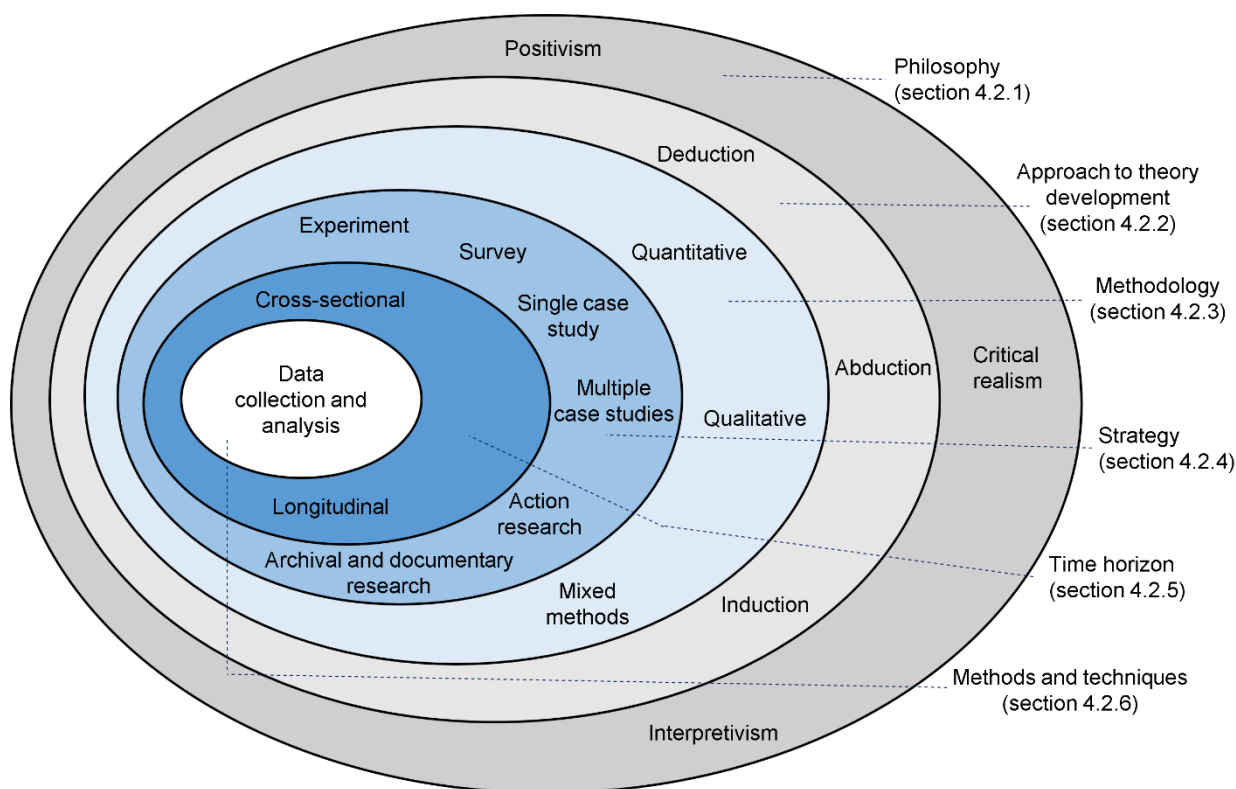 Positivism
Philosophy
(section 4.2.1)
Deduction
Approach to theory
development
(section 4.2.2)
Experiment
Survey
Quantitative
Methodology
(section 4.2.3)
Cross-sectional
Single case
study
Data
collection and
analysis
Multiple
case studies
Qualitative
Abduction
Critical
realism
Strategy
(section 4.2.4)
Longitudinal
Action
research
Archival and documentary
research
Mixed
methods
Induction
Time horizon
(section 4.2.5)
Methods and techniques
(section 4.2.6)
Interpretivism